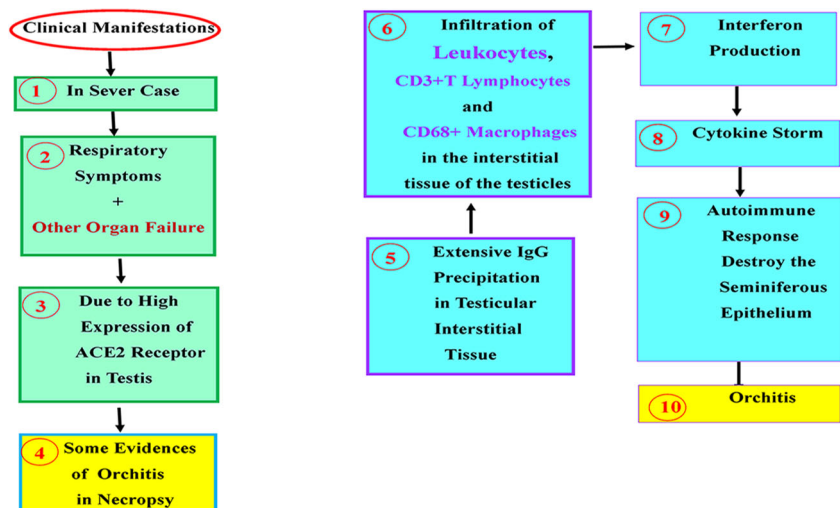 Clinical Manifestations
1 In Sever Case
2 Respiratory
Symptoms
+
Other Organ Failure
3 Due to High
Expression of
ACE2 Receptor
in Testis
4 Some Evidences
of Orchitis
in Necropsy
5 Extensive IgG
Precipitation
in Testicular
Interstitial
Tissue
6 Infiltration of
Leukocytes,
CD3+T Lymphocytes
and
CD68+ Macrophages
in the interstitial
tissue of the testicles
7 Interferon
Production
8 Cytokine Storm
9 Autoimmune
Response
Destroy the
Seminiferous
Epithelium
10 Orchitis